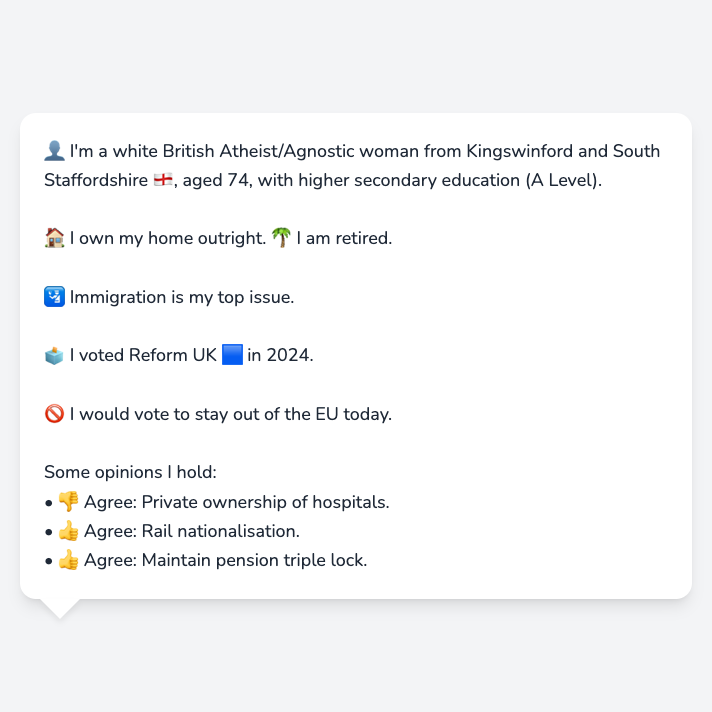 👤 I'm a white British Atheist/Agnostic woman from Kingswinford and South
Staffordshire 🏴󠁧󠁢󠁥󠁮󠁧󠁿, aged 74, with higher secondary education (A Level).
🏠 I own my home outright. 🌴 I am retired.
🛂 Immigration is my top issue.
🗳️ I voted Reform UK 🟦 in 2024.
🚫 I would vote to stay out of the EU today.
Some opinions I hold:
• 👎 Agree: Private ownership of hospitals.
• 👍 Agree: Rail nationalisation.
• 👍 Agree: Maintain pension triple lock.